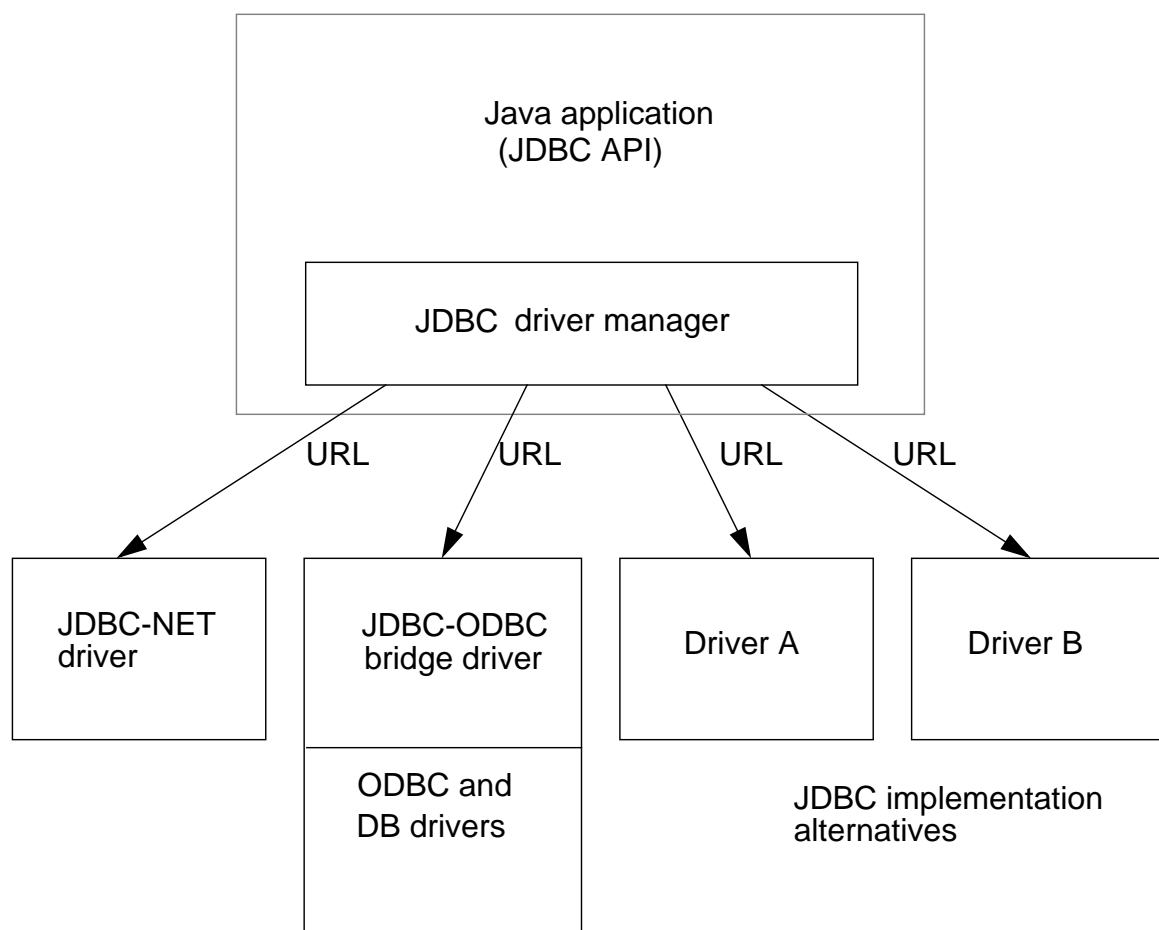 Java application
(JDBC API)
JDBC driver manager
URL
URL
URL
URL
JDBC-NET
driver
JDBC-ODBC
bridge driver
Driver A
Driver B
ODBC and
DB drivers
JDBC implementation
alternatives